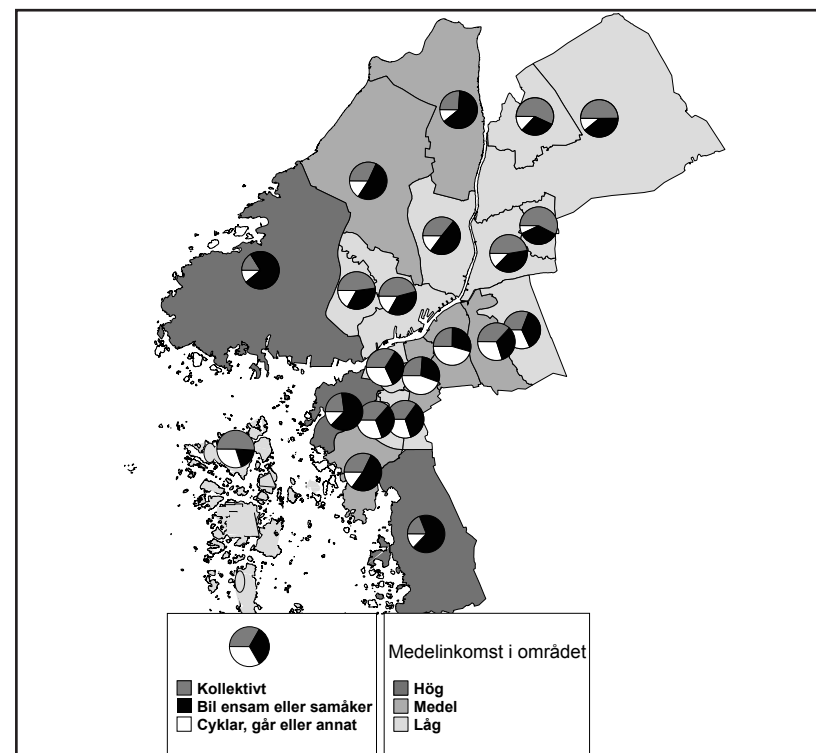 Kollektivt
Bil ensam eller samåker
Cyklar, går eller annat
Medelinkomst i området
Hög
Medel
Låg